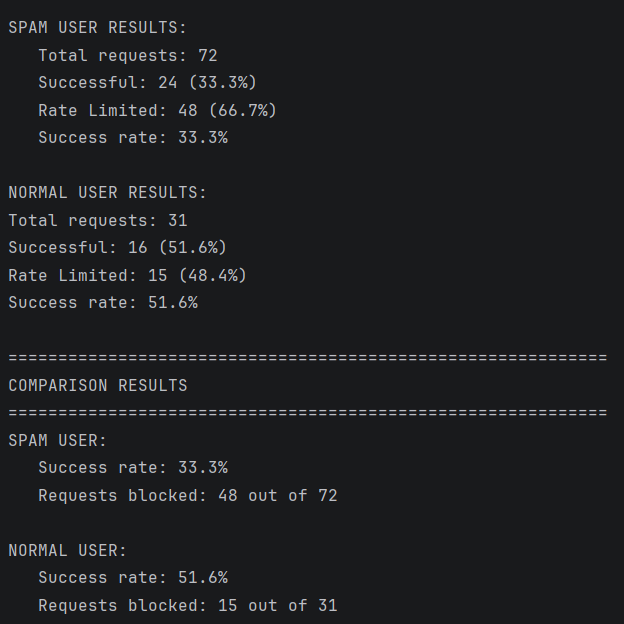 SPAM USER RESULTS:
Total requests: 72
Successful: 24 (33.3%)
Rate Limited: 48 (66.7%)
Success rate: 33.3%
NORMAL USER RESULTS:
Total requests: 31
Successful: 16 (51.6%)
Rate Limited: 15 (48.4%)
Success rate: 51.6%
============================================================
COMPARISON RESULTS
============================================================
SPAM USER:
Success rate: 33.3%
Requests blocked: 48 out of 72
NORMAL USER:
Success rate: 51.6%
Requests blocked: 15 out of 31